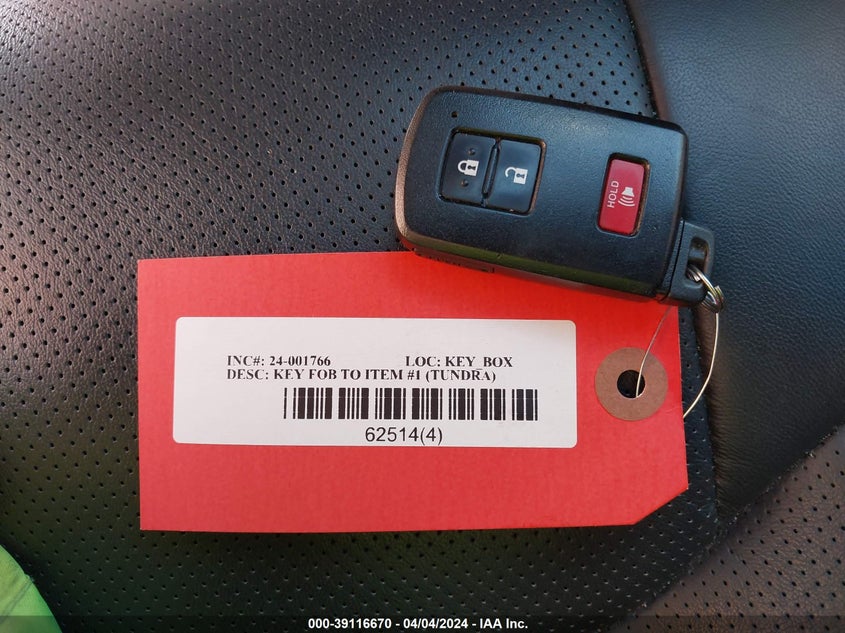 HOLD
INC#: 24-001766 LOC: KEY_BOX
DESC: KEY FOB TO ITEM #1 (TUNDRA)
62514(4)
000-39116670 - 04/04/2024 - IAA Inc.